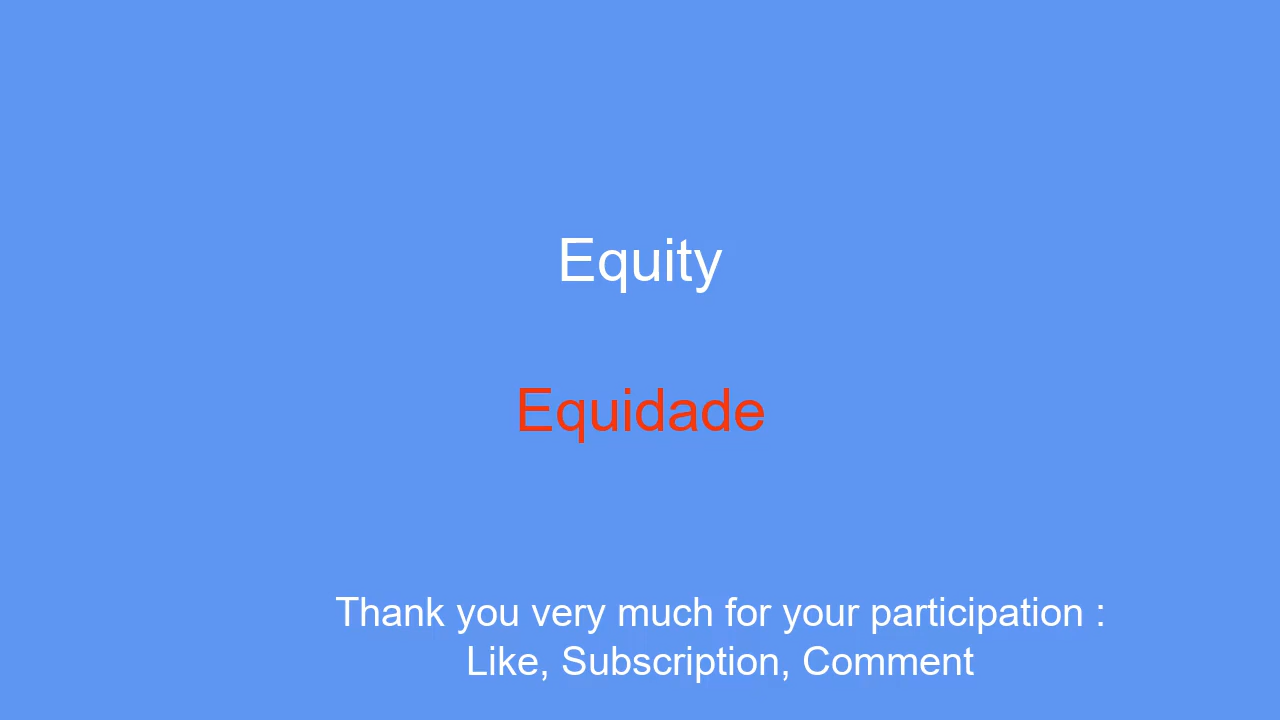 Equity
Equidade
Thank you very much for your participation :
Like, Subscription, Comment